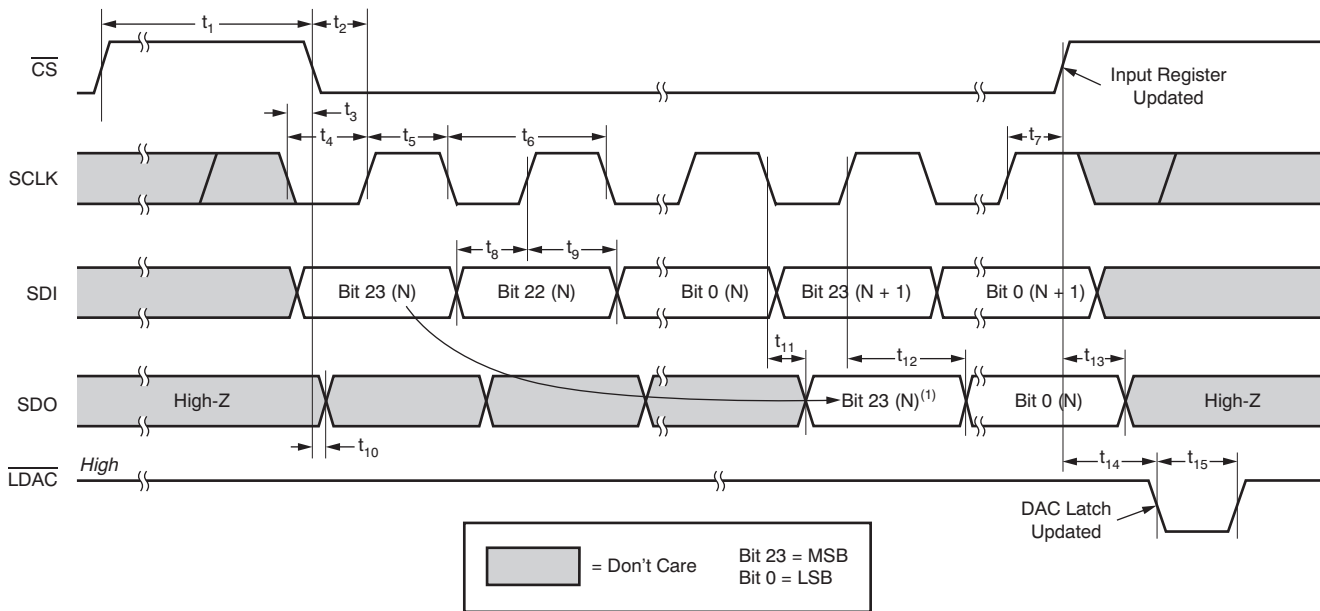 t1 t2
CS
Input Register
Updated
t3
t4 t5 t6 t7
SCLK
t8 t9
SDI Bit 23 (N) Bit 22 (N) Bit 0 (N) Bit 23 (N + 1) Bit 0 (N + 1)
t11 t12 t13
SDO High-Z Bit 23 (N)(1) Bit 0 (N) High-Z
t10
High
LDAC
t14 t15
DAC Latch
Updated
= Don't Care Bit 23 = MSB
Bit 0 = LSB